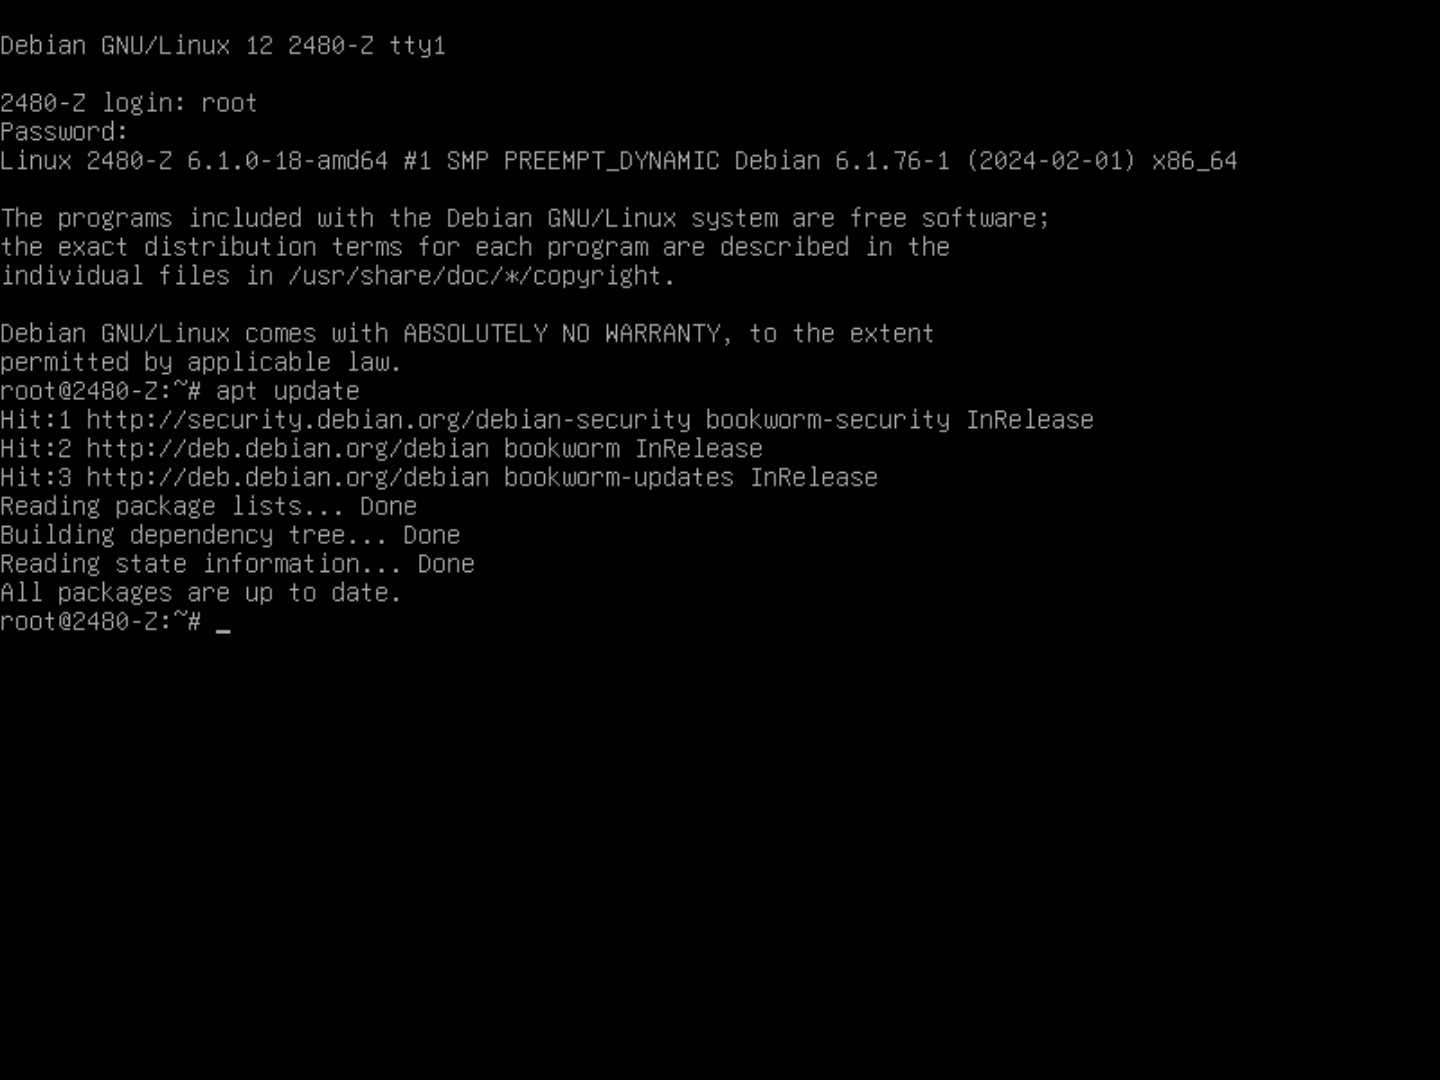 Debian GNU/Linux 12 2480-Z tty1
2480-Z login: root
Password:
Linux 2480-Z 6.1.0-18-amd64 #1 SMP PREEMPT_DYNAMIC Debian 6.1.76-1 (2024-02-01) x86_64
The programs included with the Debian GNU/Linux system are free software;
the exact distribution terms for each program are described in the
individual files in /usr/share/doc/*/copyright.
Debian GNU/Linux comes with ABSOLUTELY NO WARRANTY, to the extent
permitted by applicable law.
root@2480-Z:~# apt update
Hit:1 http://security.debian.org/debian-security bookworm-security InRelease
Hit:2 http://deb.debian.org/debian bookworm InRelease
Hit:3 http://deb.debian.org/debian bookworm-updates InRelease
Reading package lists... Done
Building dependency tree... Done
Reading state information... Done
All packages are up to date.
root@2480-Z:~# _